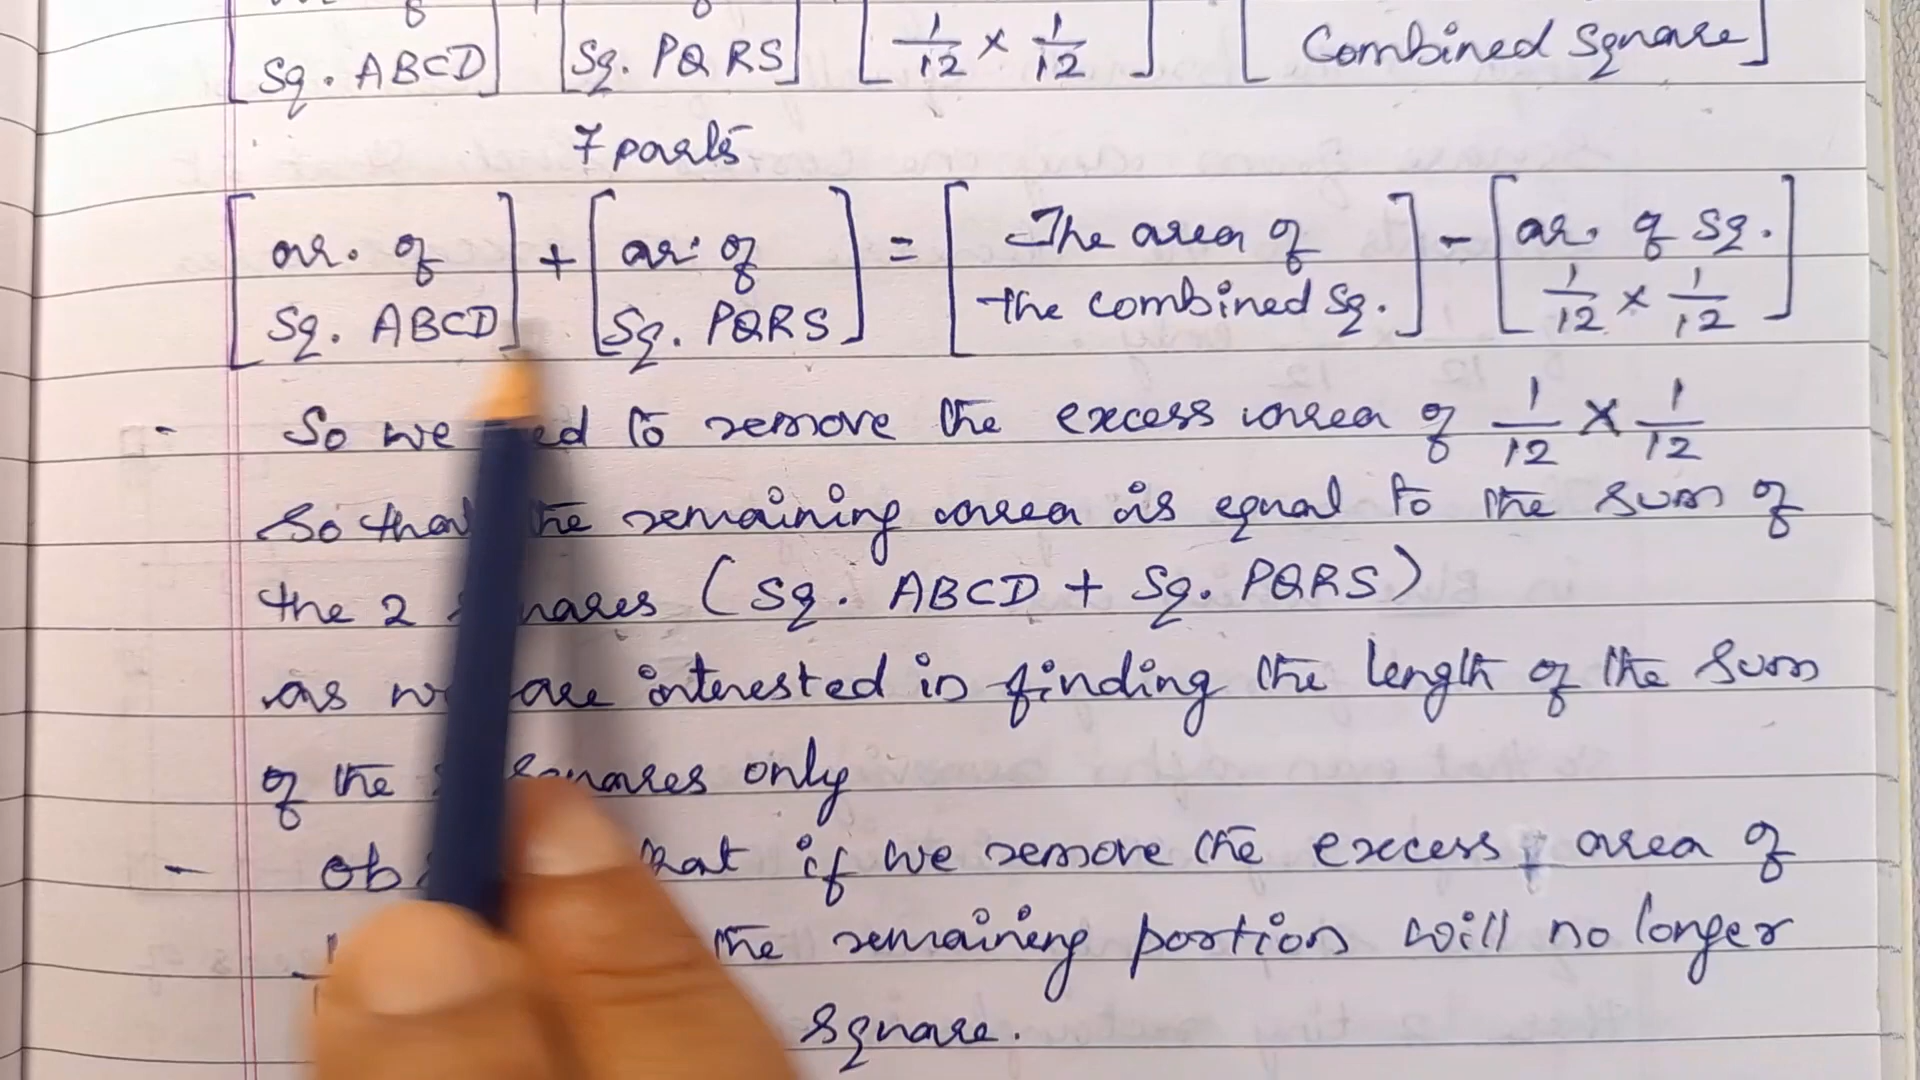 Sq. ABCD] [Sq. PQRS] [1/12 × 1/12] [Combined Square]
7 parts
[ar. of Sq. ABCD] + [ar. of Sq. PQRS] = [The area of the combined Sq.] - [ar. of Sq. 1/12 × 1/12]
- So we to remove the excess area of 1/12 × 1/12
So that the remaining area is equal to the sum of
the 2 (Sq. ABCD + Sq. PQRS)
as we are interested in finding the length of the sum
of the squares only
- that if we remove the excess area of
the remaining portion will no longer
square.